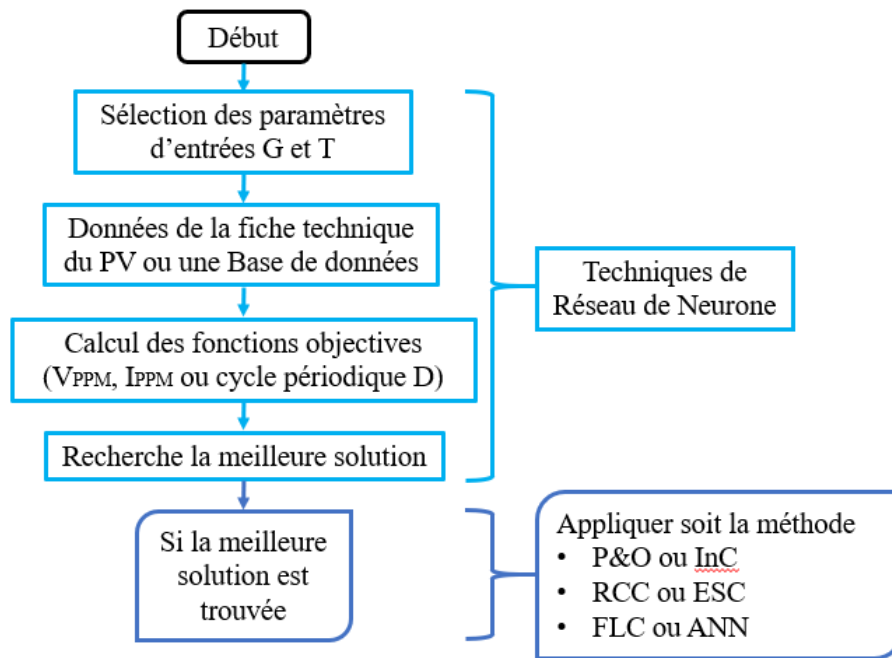 Début
Sélection des paramètres
d'entrées G et T
Données de la fiche technique
du PV ou une Base de données
Calcul des fonctions objectives
(VPPM, IPPM ou cycle périodique D)
Recherche la meilleure solution
Techniques de
Réseau de Neurone
Si la meilleure
solution est
trouvée
Appliquer soit la méthode
• P&O ou InC
• RCC ou ESC
• FLC ou ANN